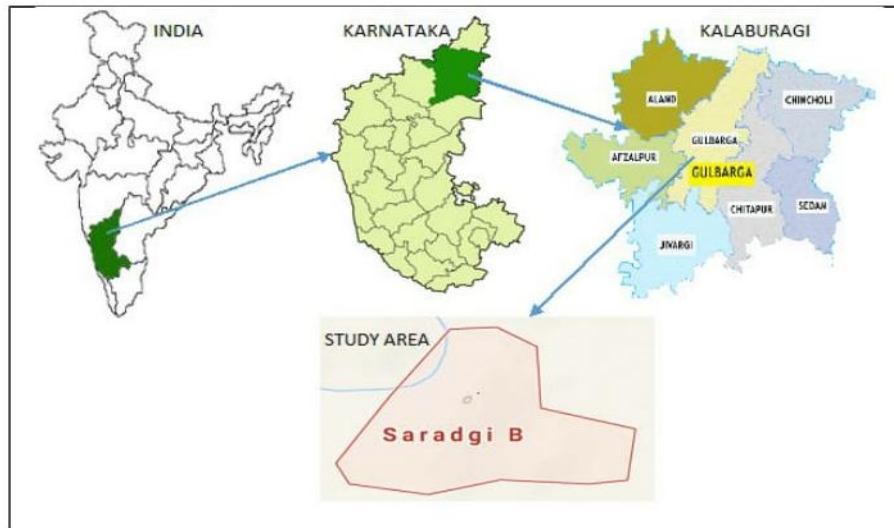 INDIA
KARNATAKA
KALABURAGI
ALAND
CHINCHOLI
GULBARGA
AFZALPUR
GULBARGA
SEDAM
CHITAPUR
JIVARGI
STUDY AREA
Saradgi B